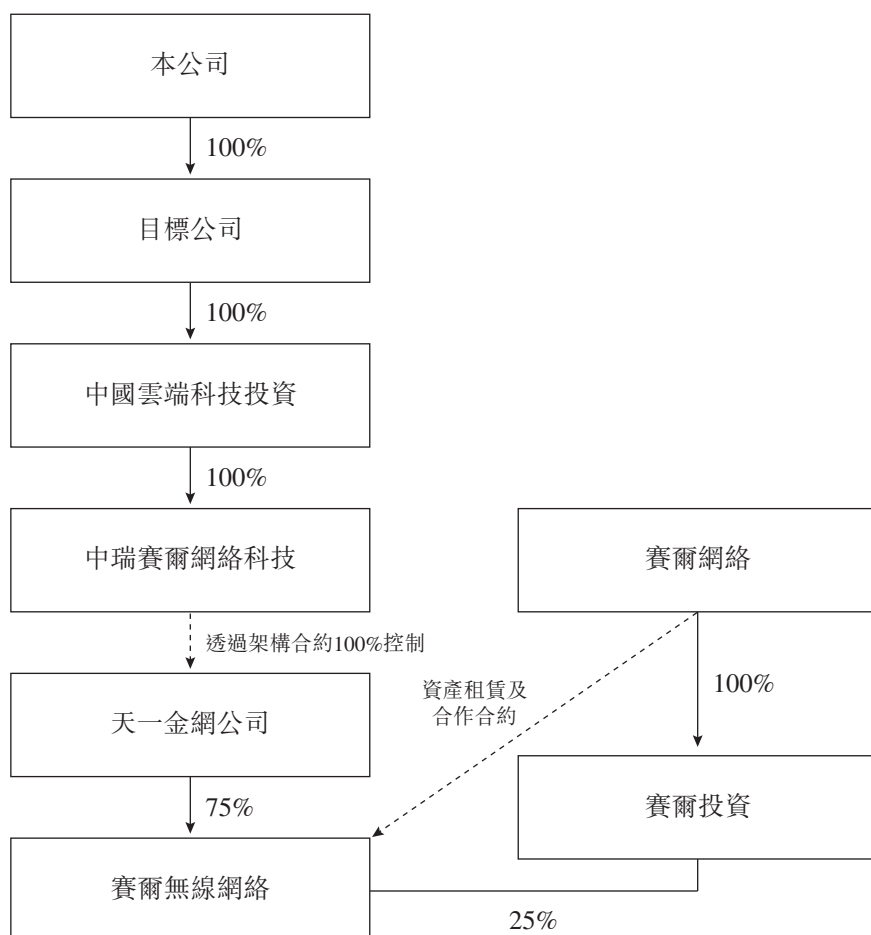 本公司
100%
目標公司
100%
中國雲端科技投資
100%
中瑞賽爾網絡科技
賽爾網絡
透過架構合約100%控制
資產租賃及
合作合約
100%
天一金網公司
75%
賽爾投資
賽爾無線網絡
25%